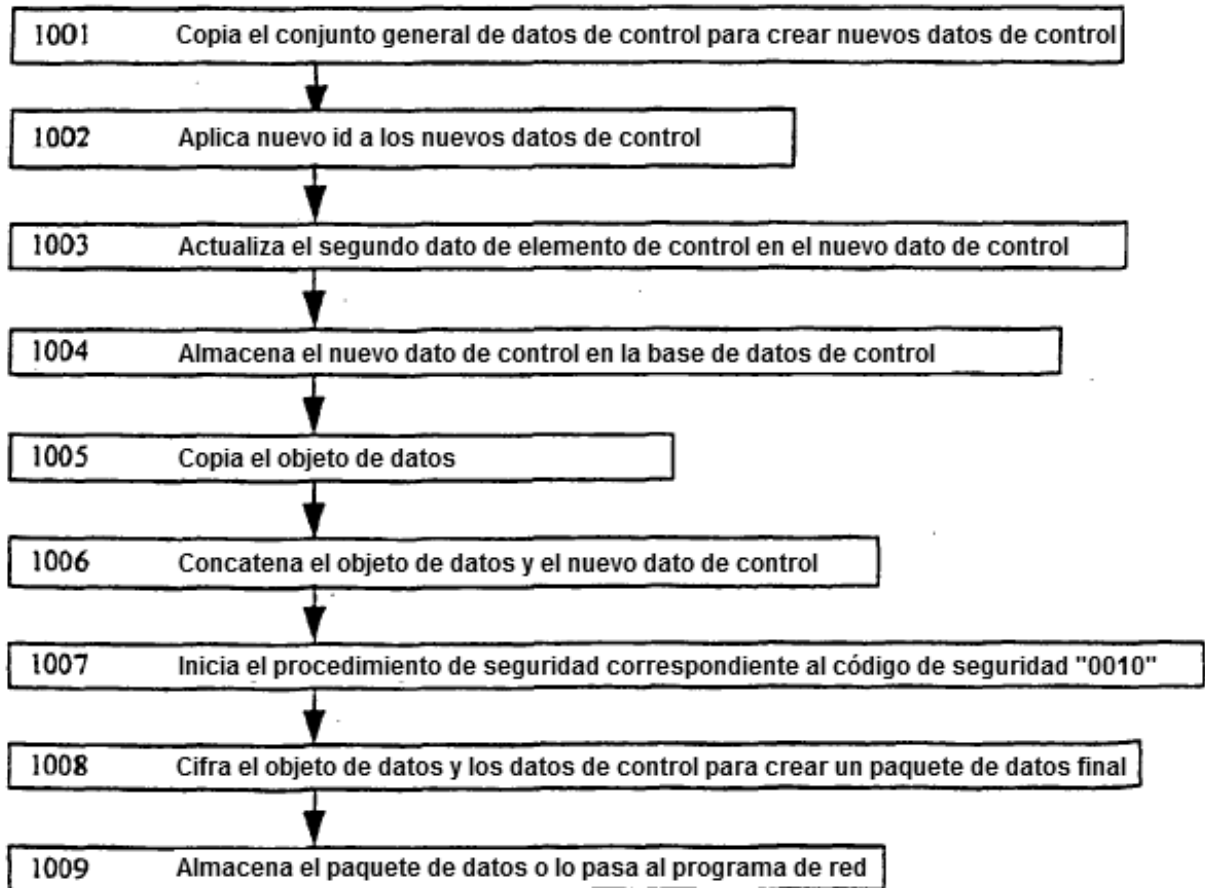 1001 Copia el conjunto general de datos de control para crear nuevos datos de control
1002 Aplica nuevo id a los nuevos datos de control
1003 Actualiza el segundo dato de elemento de control en el nuevo dato de control
1004 Almacena el nuevo dato de control en la base de datos de control
1005 Copia el objeto de datos
1006 Concatena el objeto de datos y el nuevo dato de control
1007 Inicia el procedimiento de seguridad correspondiente al código de seguridad "0010"
1008 Cifra el objeto de datos y los datos de control para crear un paquete de datos final
1009 Almacena el paquete de datos o lo pasa al programa de red